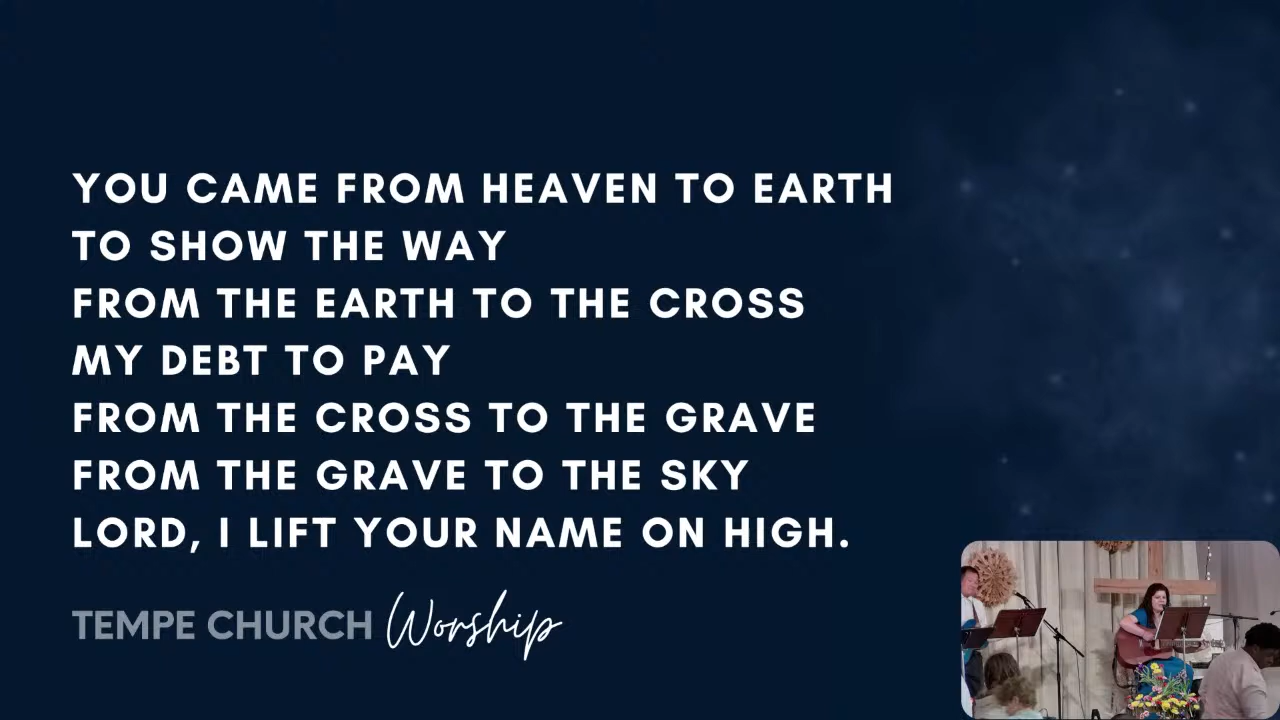 YOU CAME FROM HEAVEN TO EARTH
TO SHOW THE WAY
FROM THE EARTH TO THE CROSS
MY DEBT TO PAY
FROM THE CROSS TO THE GRAVE
FROM THE GRAVE TO THE SKY
LORD, I LIFT YOUR NAME ON HIGH.
TEMPE CHURCH Worship